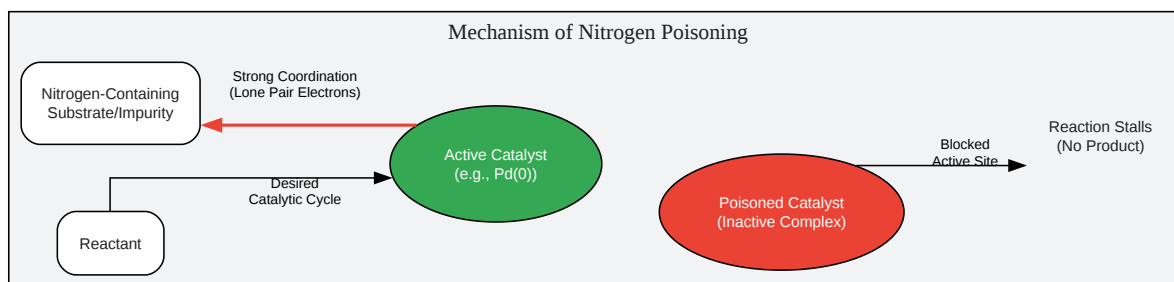 Mechanism of Nitrogen Poisoning
Nitrogen-Containing
Substrate/Impurity
Strong Coordination
(Lone Pair Electrons)
Active Catalyst
(e.g., Pd(0))
Desired
Catalytic Cycle
Reactant
Poisoned Catalyst
(Inactive Complex)
Blocked
Active Site
Reaction Stalls
(No Product)